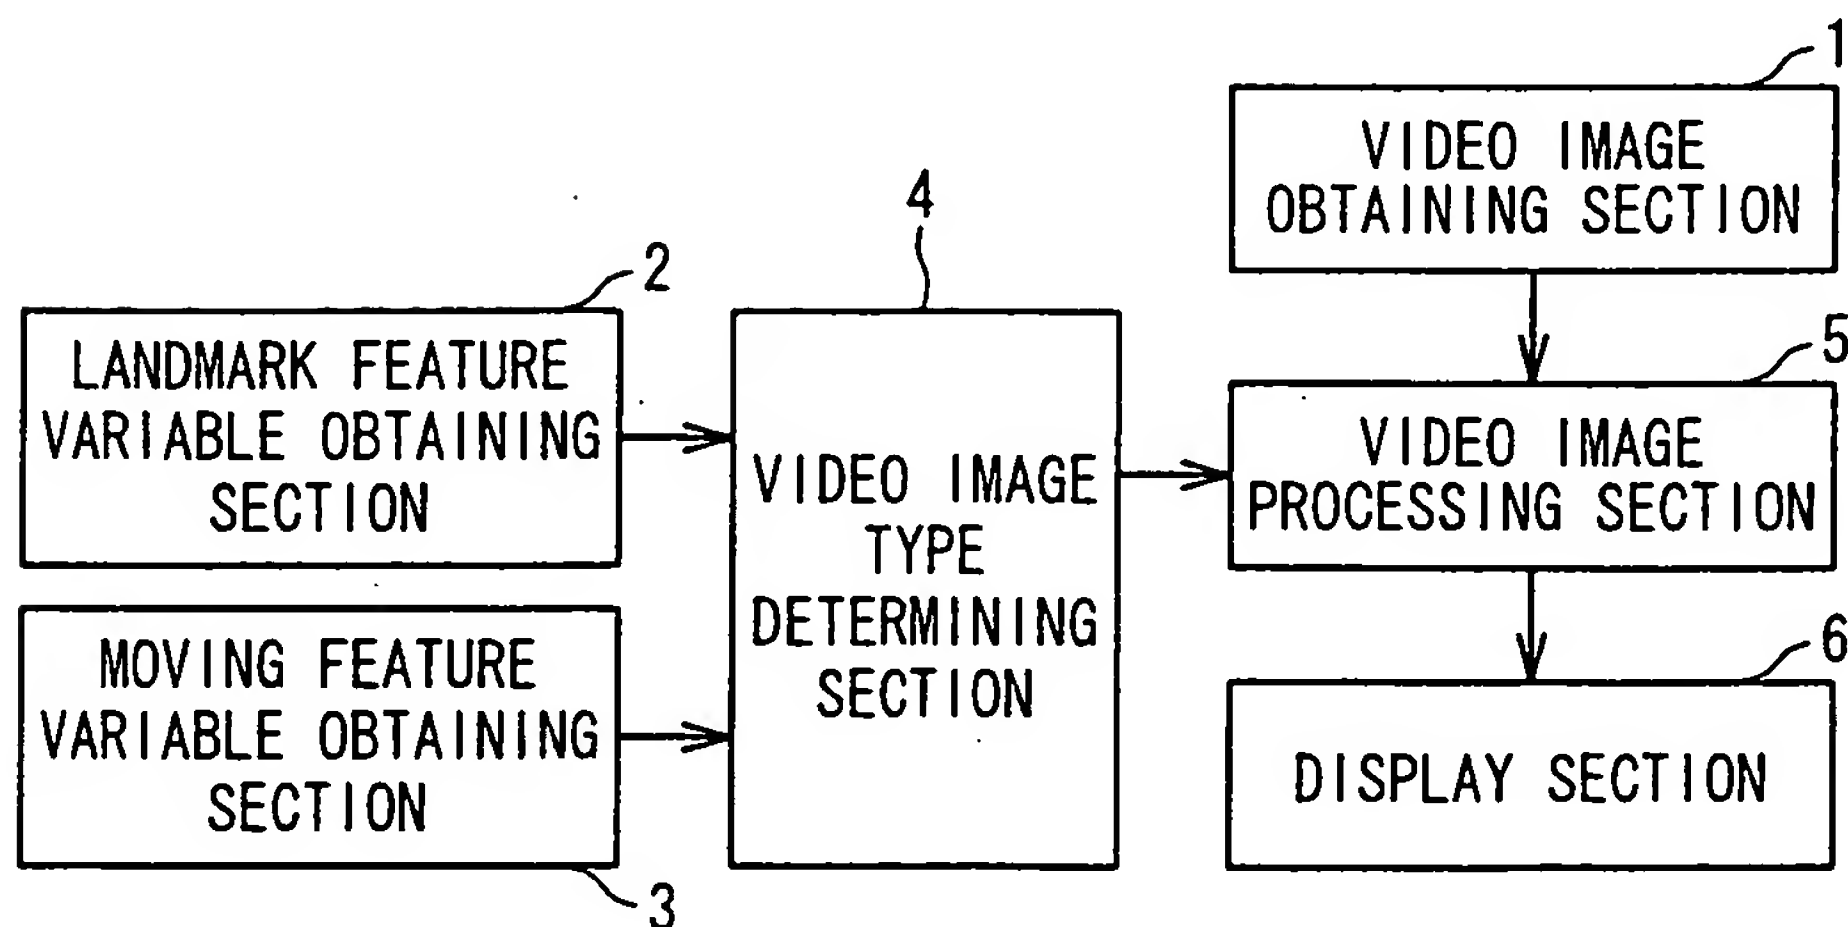 1
VIDEO IMAGE
OBTAINING SECTION
2
LANDMARK FEATURE
VARIABLE OBTAINING
SECTION
MOVING FEATURE
VARIABLE OBTAINING
SECTION
3
4
VIDEO IMAGE
TYPE
DETERMINING
SECTION
5
VIDEO IMAGE
PROCESSING SECTION
6
DISPLAY SECTION